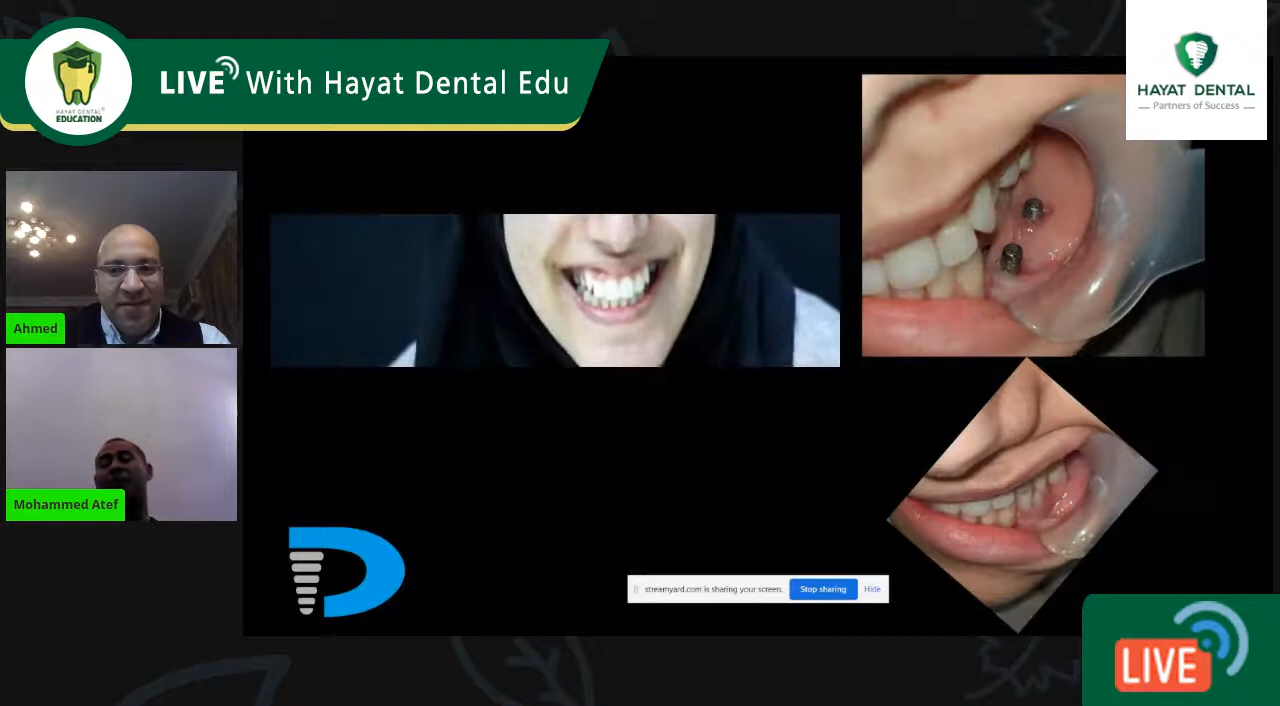 HAYAT DENTAL
EDUCATION
LIVE With Hayat Dental Edu
HAYAT DENTAL
Partners of Success
Ahmed
Mohammed Atef
streamyard.com is sharing your screen.
Stop sharing
Hide
LIVE